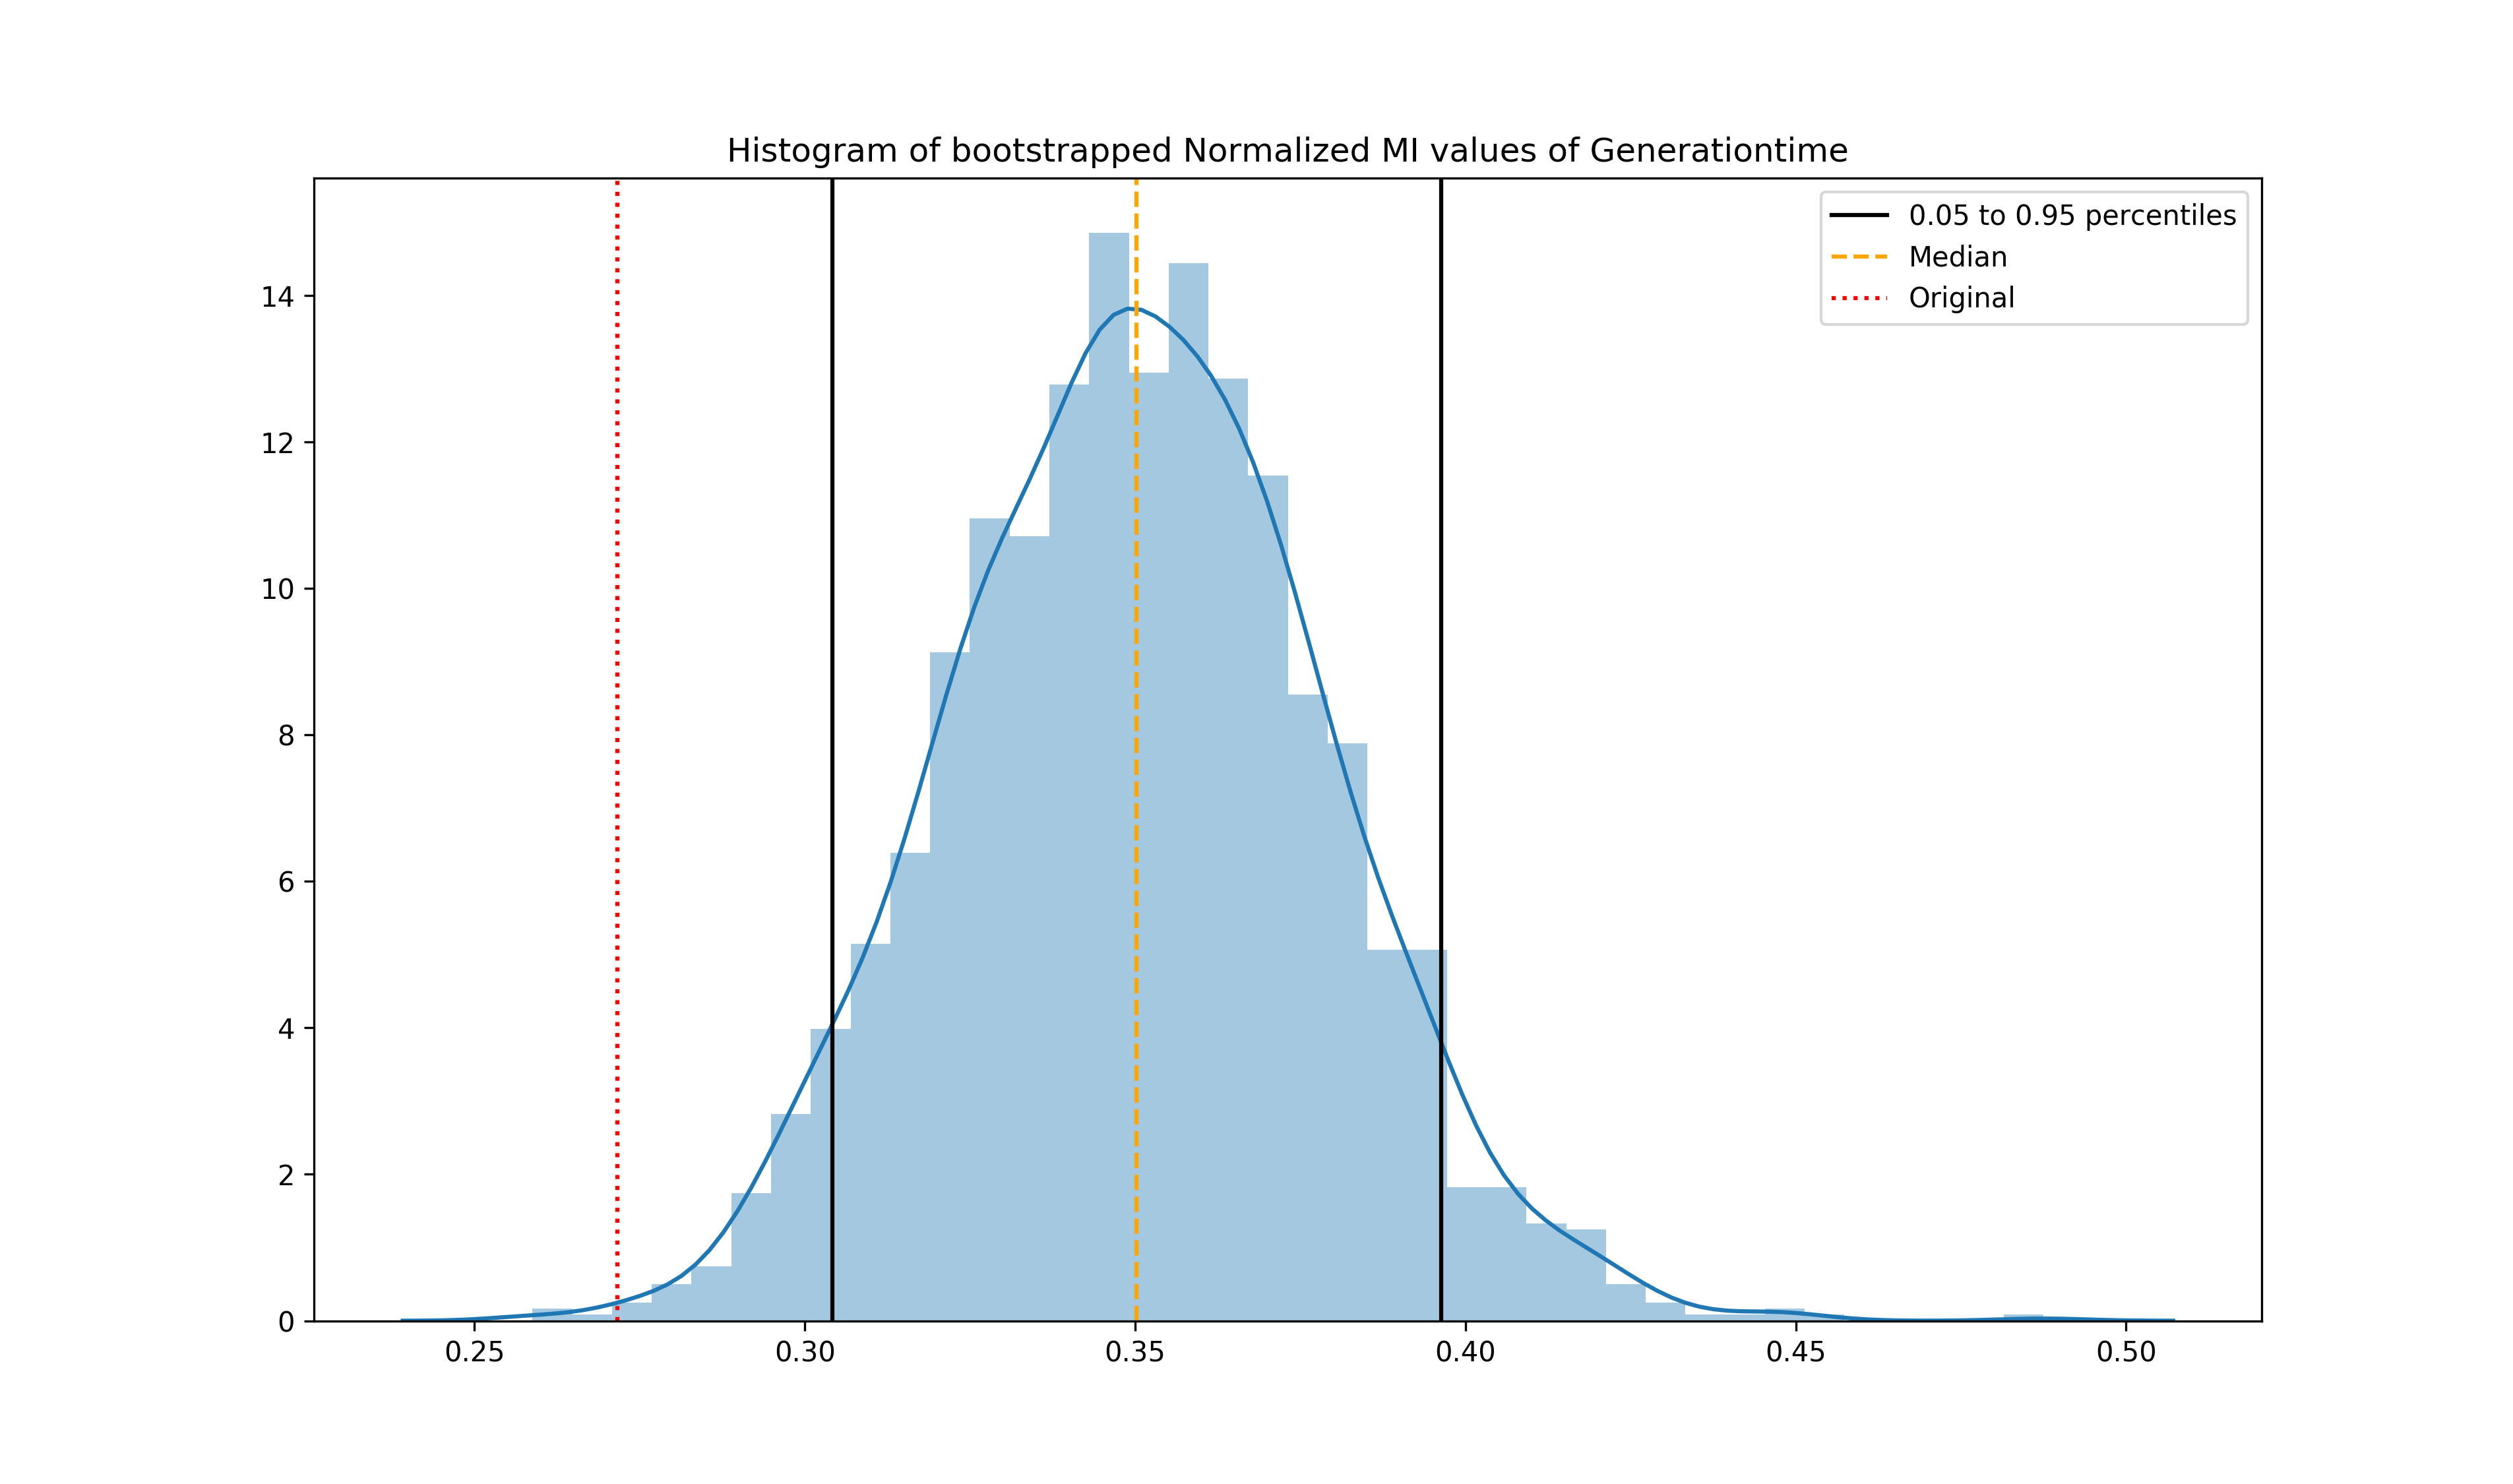 Histogram of bootstrapped Normalized MI values of Generationtime
0.05 to 0.95 percentiles
Median
Original
14
12
10
8
6
4
2
0
0.25 0.30 0.35 0.40 0.45 0.50